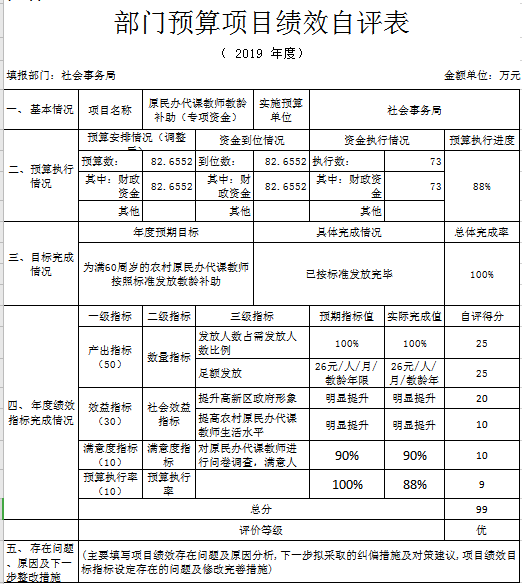 部门预算项目绩效自评表
( 2019 年度)
填报部门：社会事务局 金额单位：万元
一、基本情况 项目名称 原民办代课教师教龄
补助（专项资金） 实施预算
单位 社会事务局
二、预算执行
情况
预算安排情况（调整 资金到位情况 资金执行情况 预算执行进度
预算数： 82.6552 到位数： 82.6552 执行数： 73 88%
其中：财政
资金 82.6552 其中：财
政资金 82.6552 其中：财政资
金 73
其他 其他 其他
三、目标完成
情况
年度预期目标 具体完成情况 总体完成率
为满60周岁的农村原民办代课教师
按照标准发放教龄补助 已按标准发放完毕 100%
四、年度绩效
指标完成情况
一级指标 二级指标 三级指标 预期指标值 实际完成值 自评得分
产出指标
（50） 数量指标 发放人数占需发放人
数比例 100% 100% 25
足额发放 26元/人/月/
教龄年限 26元/人/
月/教龄年 25
效益指标
（30） 社会效益
指标 提升高新区政府形象 明显提升 明显提升 20
提高农村原民办代课
教师生活水平 明显提升 明显提升 10
满意度指标
（10） 满意度指
标 对原民办代课教师进
行问卷调查，满意人 90% 90% 10
预算执行率
（10） 预算执行
率 100% 88% 9
总分 99
评价等级 优
五、存在问题
、原因及下一
步整改措施
(主要填写项目绩效存在问题及原因分析,下一步拟采取的纠偏措施及对策建议,项目绩效目
标指标设定存在的问题及修改完善措施)